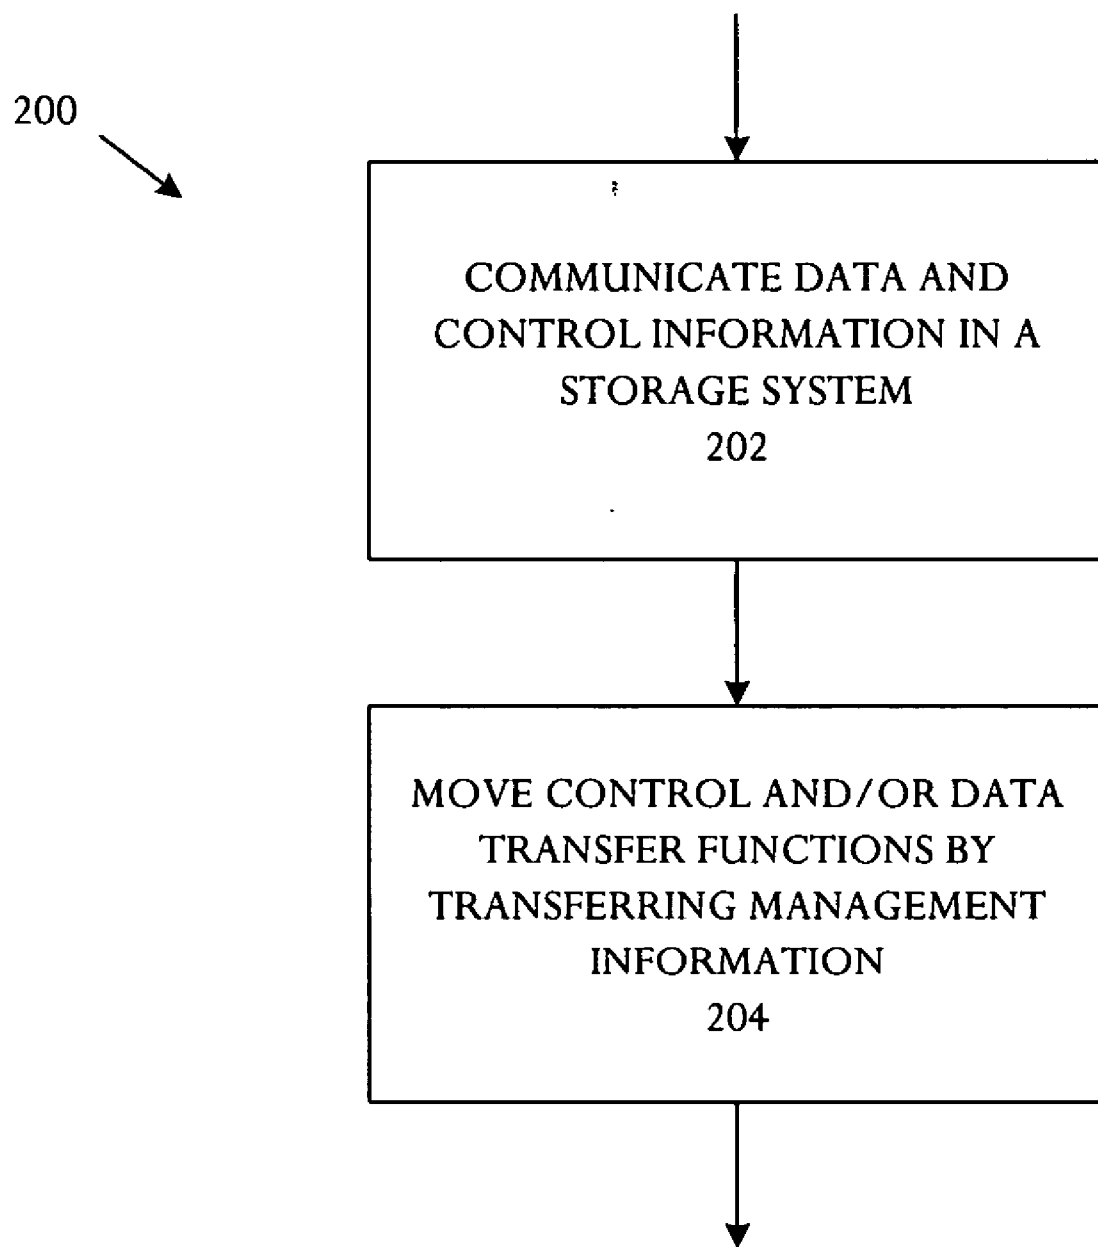 200
COMMUNICATE DATA AND
CONTROL INFORMATION IN A
STORAGE SYSTEM
202
MOVE CONTROL AND/OR DATA
TRANSFER FUNCTIONS BY
TRANSFERRING MANAGEMENT
INFORMATION
204